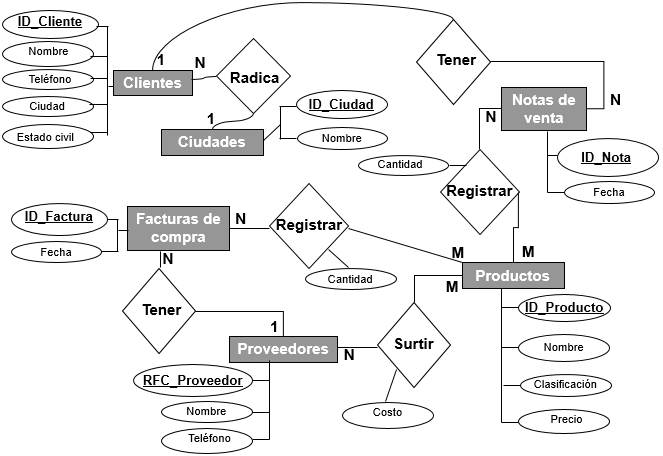 ID_Cliente
Nombre
Teléfono
Ciudad
Estado civil
Clientes
1
N
Radica
1
Ciudades
ID_Ciudad
Nombre
Tener
N
Notas de
venta
N
ID_Nota
Fecha
Cantidad
Registrar
M
ID_Factura
Fecha
Facturas de
compra
N
N
Registrar
Cantidad
M
M
Productos
ID_Producto
Nombre
Clasificación
Precio
Tener
1
Proveedores
N
Surtir
Costo
RFC_Proveedor
Nombre
Teléfono